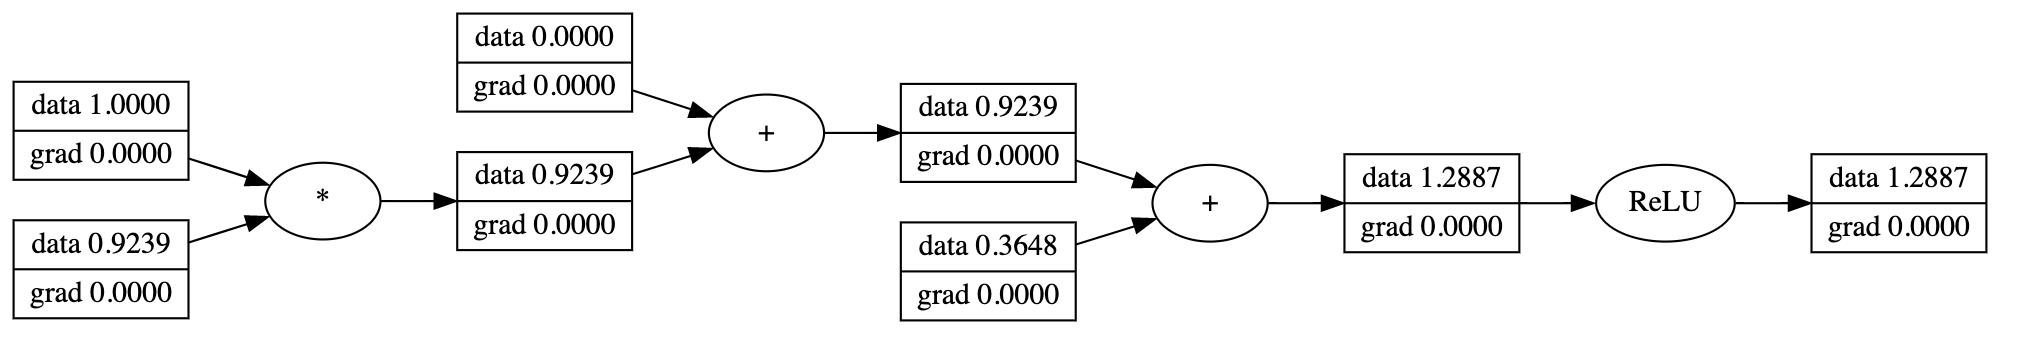 data 1.0000
grad 0.0000
data 0.9239
grad 0.0000
*
data 0.0000
grad 0.0000
data 0.9239
grad 0.0000
+
data 0.9239
grad 0.0000
data 0.3648
grad 0.0000
+
data 1.2887
grad 0.0000
ReLU
data 1.2887
grad 0.0000